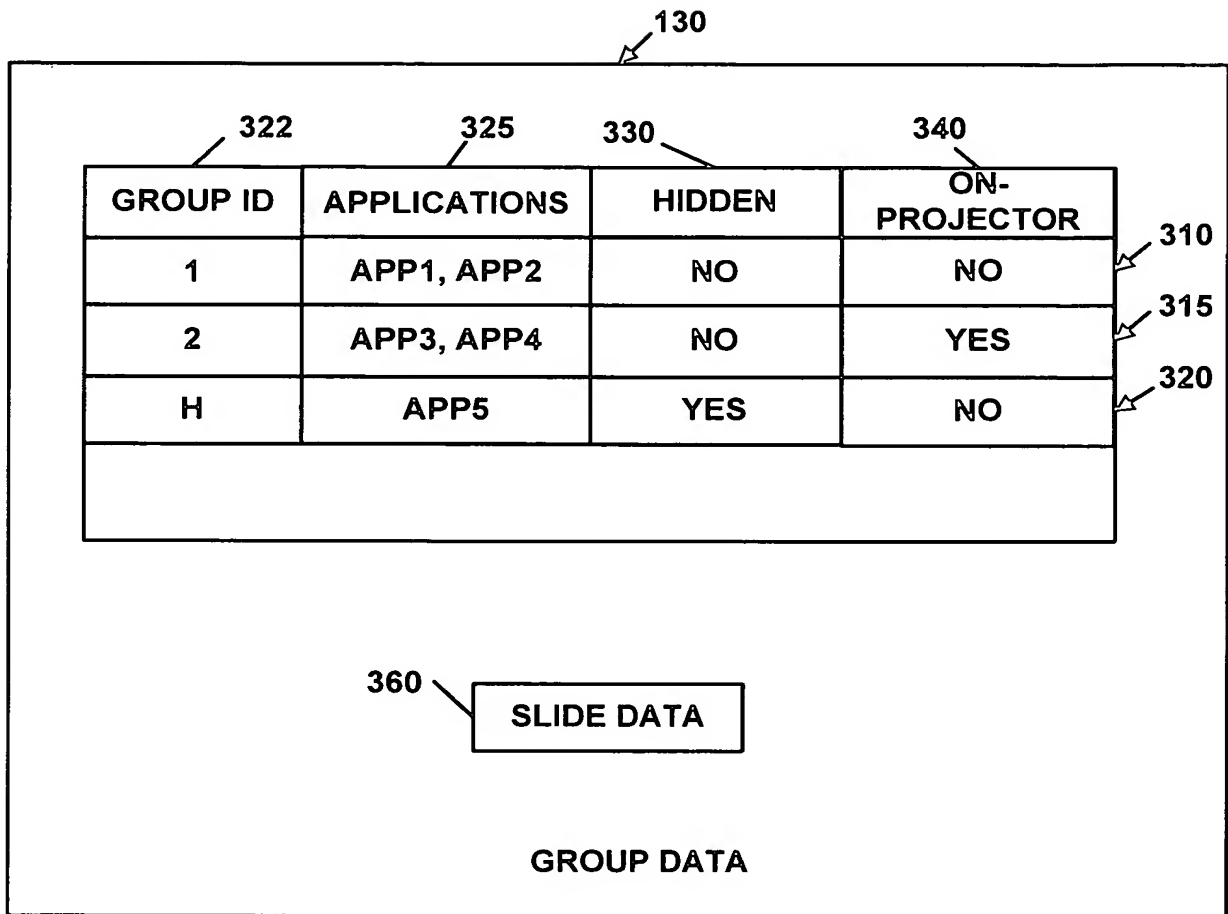 130
322 325 330 340
GROUP ID APPLICATIONS HIDDEN ON-
PROJECTOR
310
1 APP1, APP2 NO NO
315
2 APP3, APP4 NO YES
320
H APP5 YES NO
360
SLIDE DATA
GROUP DATA